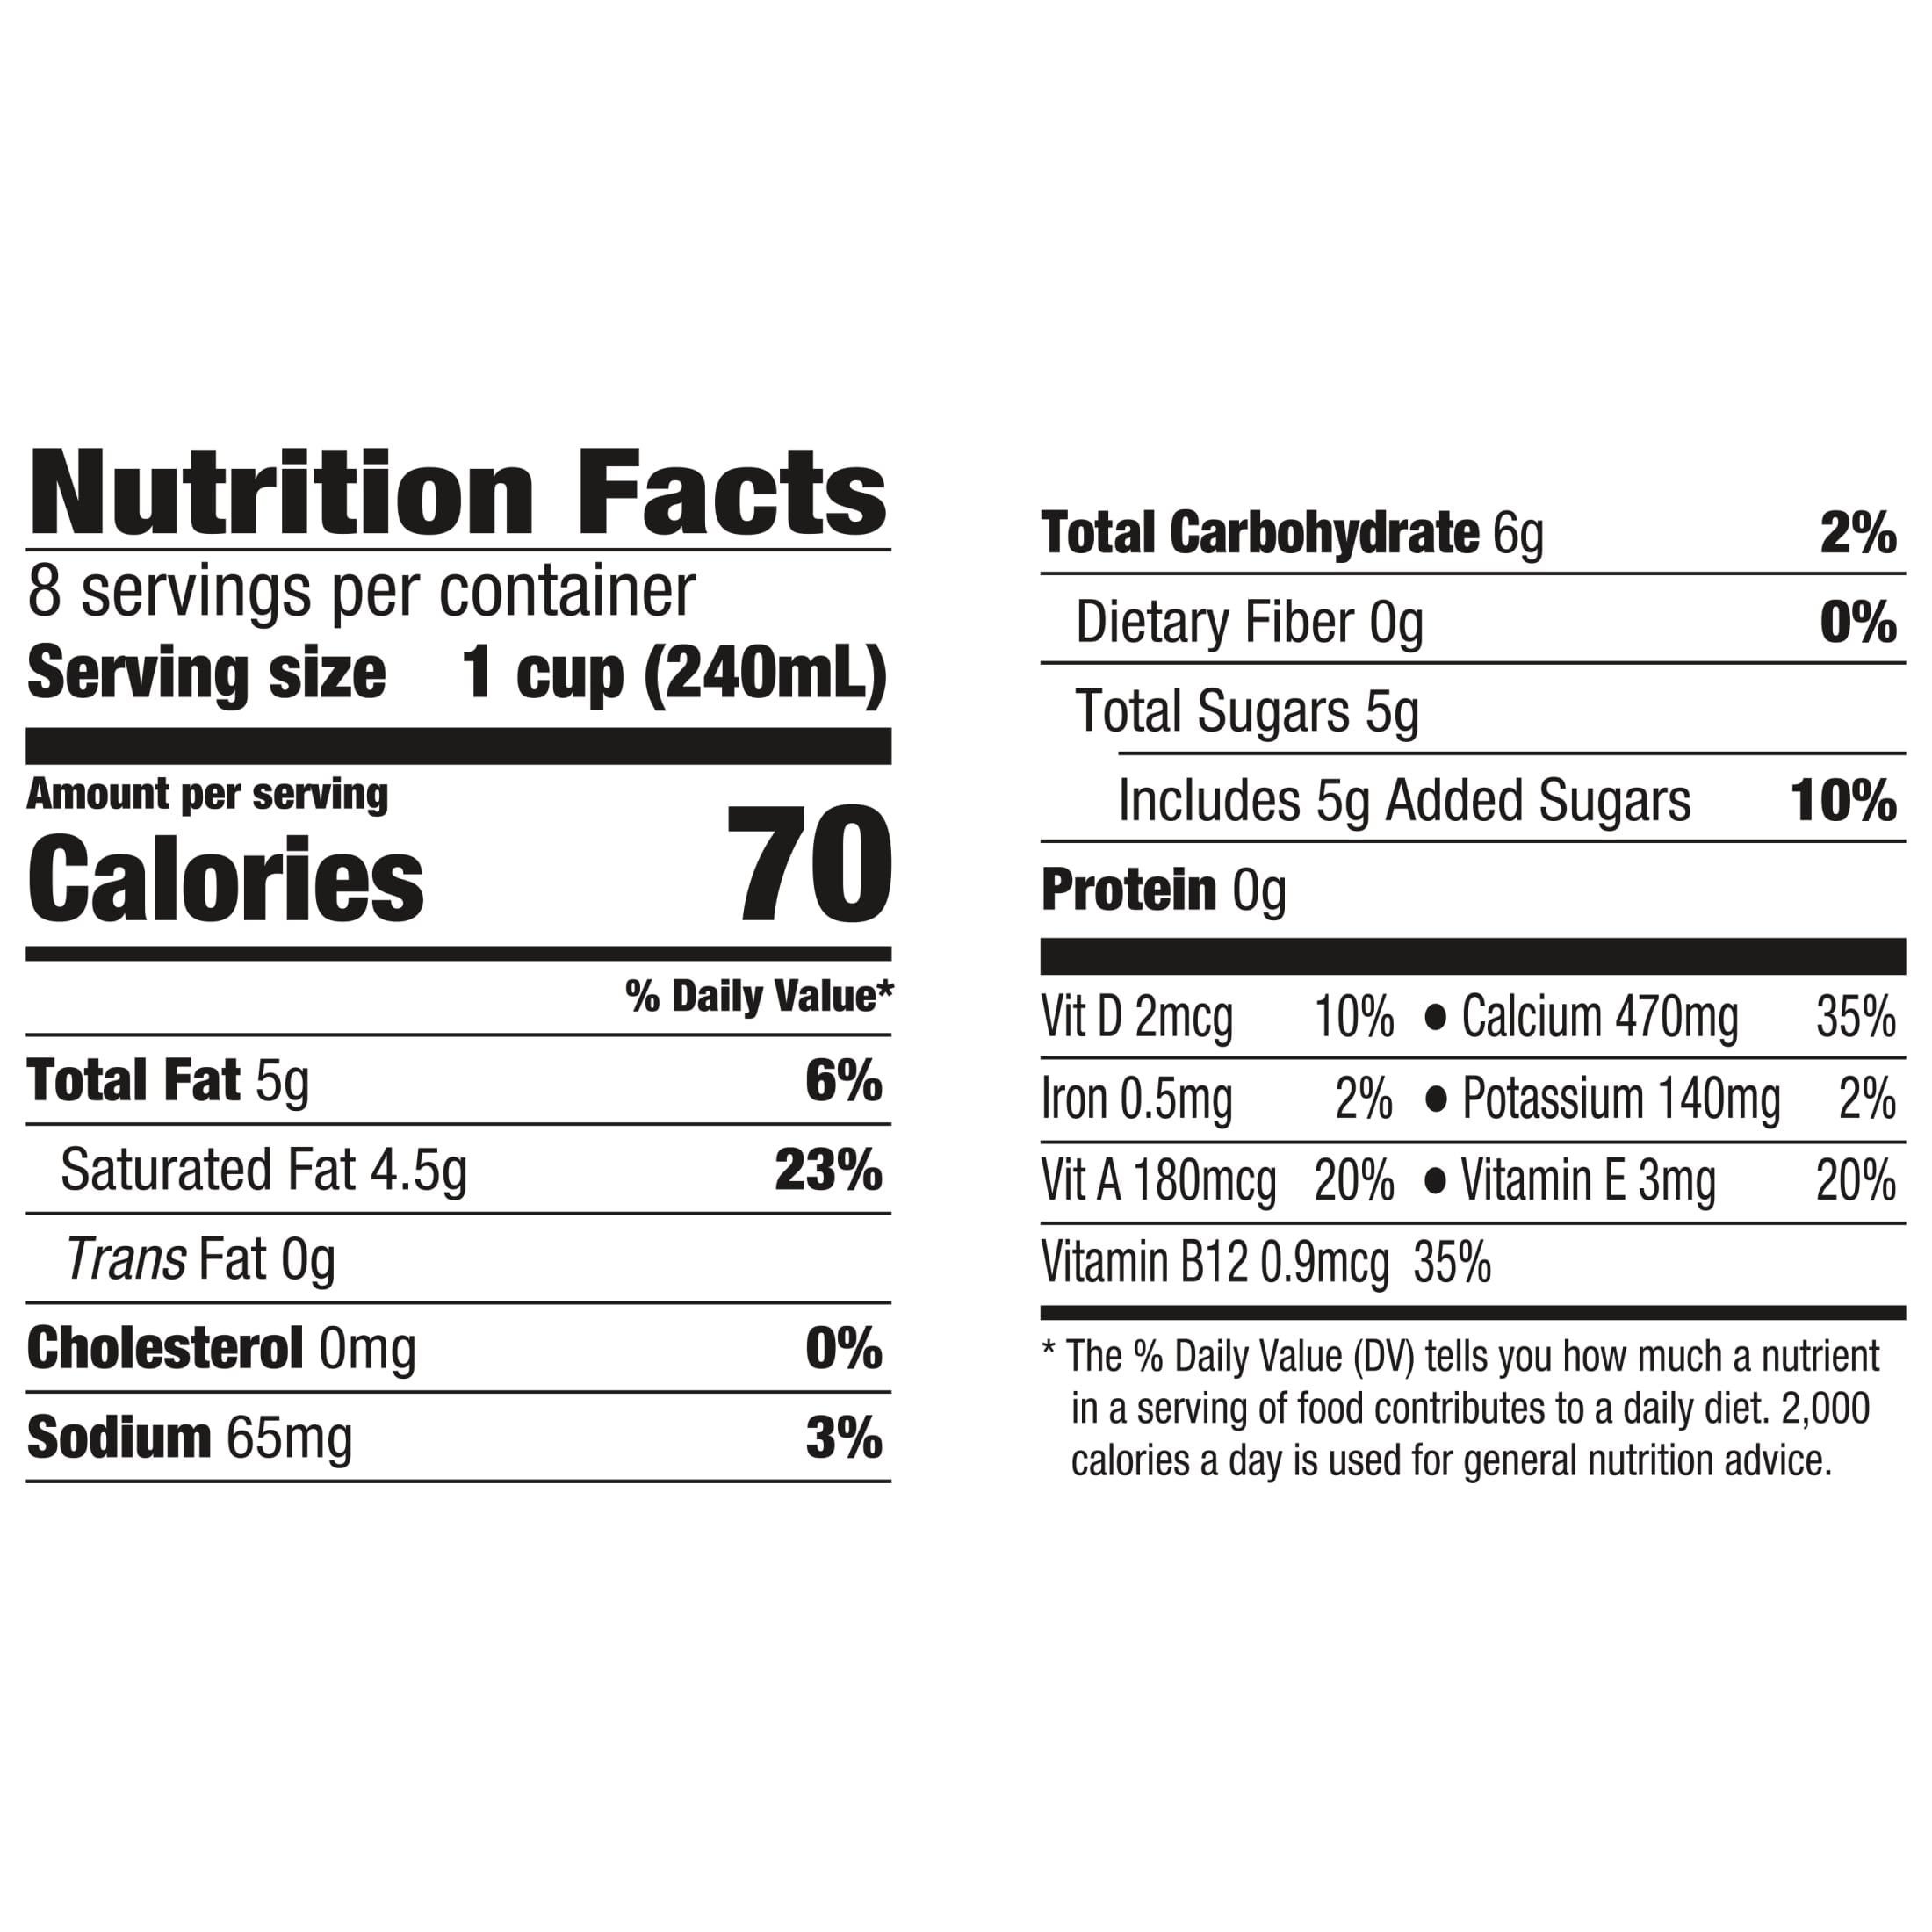 Nutrition Facts
8 servings per container
Serving size 1 cup (240mL)
Amount per serving
Calories 70
% Daily Value*
Total Fat 5g 6%
Saturated Fat 4.5g 23%
Trans Fat 0g
Cholesterol 0mg 0%
Sodium 65mg 3%
Total Carbohydrate 6g 2%
Dietary Fiber 0g 0%
Total Sugars 5g
Includes 5g Added Sugars 10%
Protein 0g
Vit D 2mcg 10% ● Calcium 470mg 35%
Iron 0.5mg 2% ● Potassium 140mg 2%
Vit A 180mcg 20% ● Vitamin E 3mg 20%
Vitamin B12 0.9mcg 35%
* The % Daily Value (DV) tells you how much a nutrient
in a serving of food contributes to a daily diet. 2,000
calories a day is used for general nutrition advice.